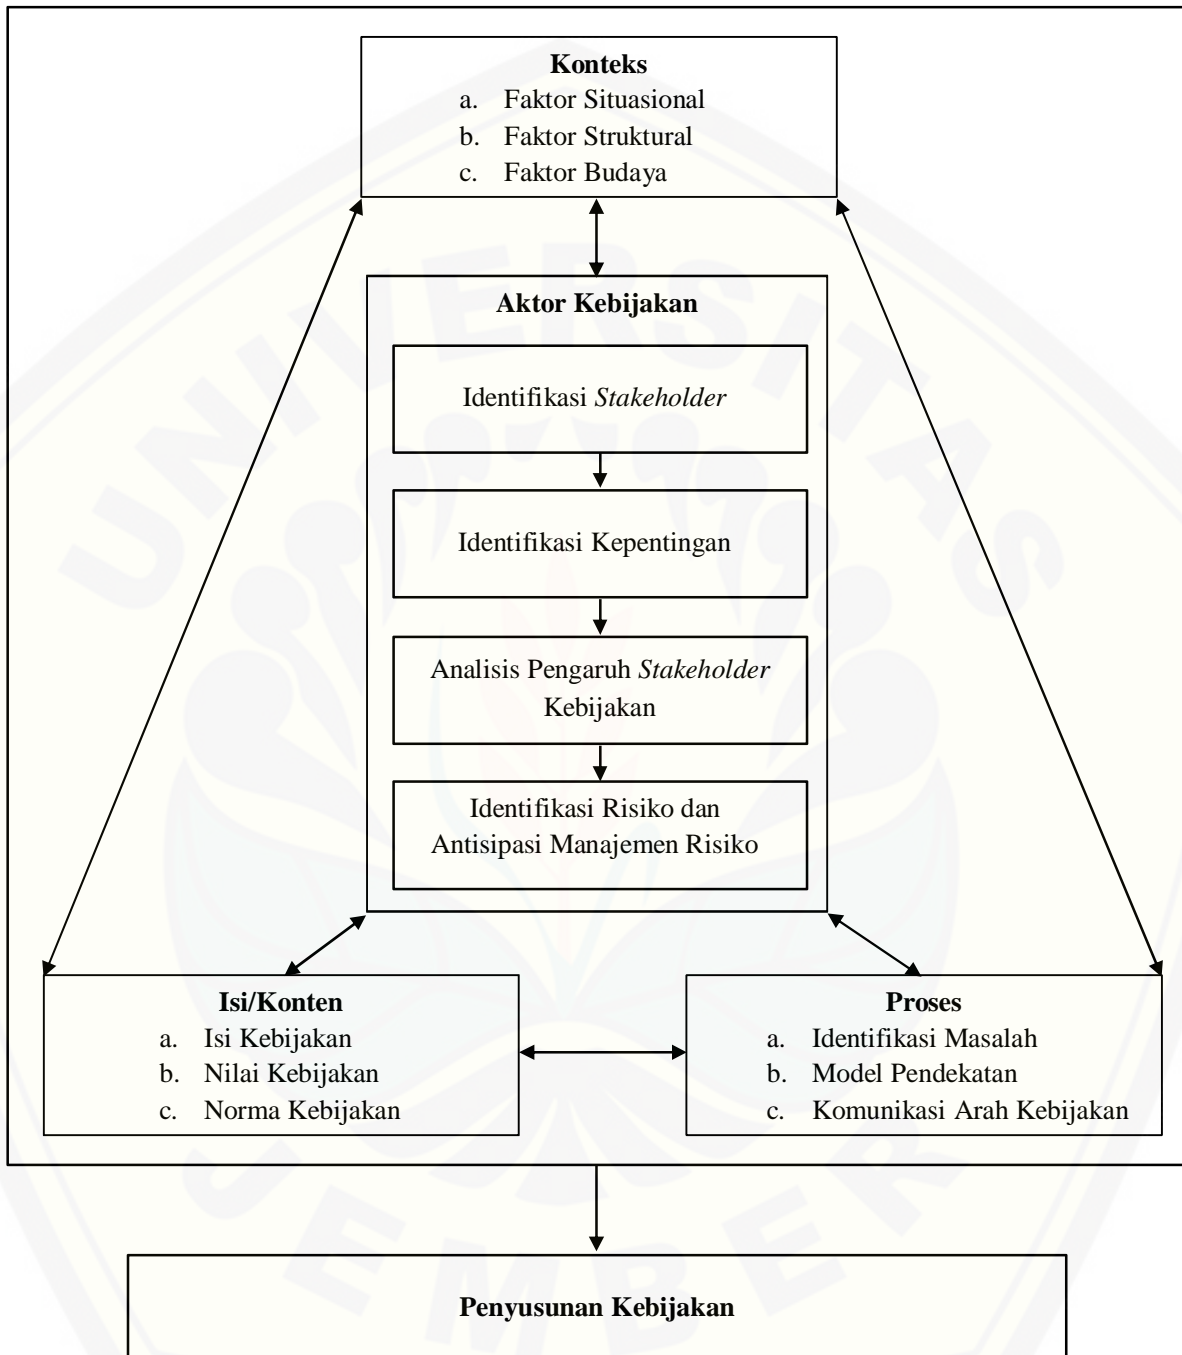 Konteks
a. Faktor Situasional
b. Faktor Struktural
c. Faktor Budaya
Aktor Kebijakan
Identifikasi Stakeholder
Identifikasi Kepentingan
Analisis Pengaruh Stakeholder
Kebijakan
Identifikasi Risiko dan
Antisipasi Manajemen Risiko
Isi/Konten
a. Isi Kebijakan
b. Nilai Kebijakan
c. Norma Kebijakan
Proses
a. Identifikasi Masalah
b. Model Pendekatan
c. Komunikasi Arah Kebijakan
Penyusunan Kebijakan
UNIVERSITAS
JEMBER